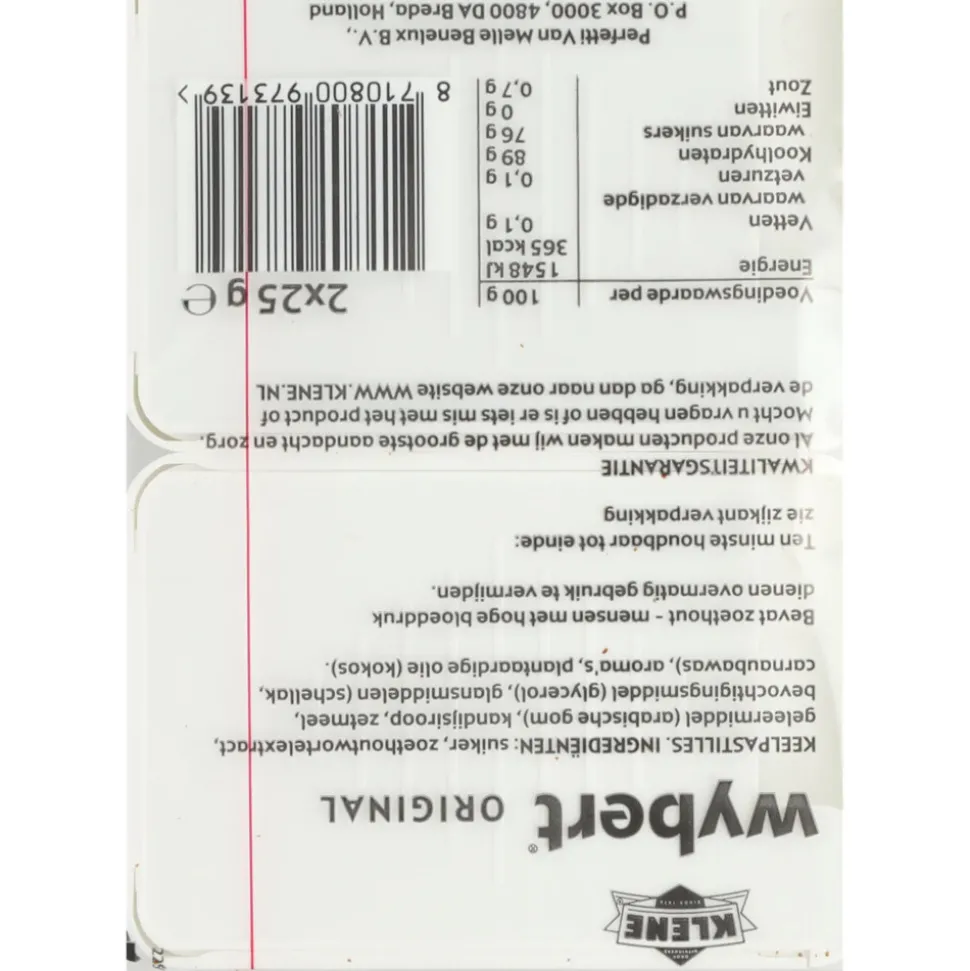 KLENE
wybert® ORIGINAL
KEELPASTILLES. INGREDIËNTEN: suiker, zoethoutwortelextract,
geleermiddel (arabische gom), kandijsiroop, zetmeel,
bevochtigingsmiddel (glycerol), glansmiddelen (schellak,
carnaubawas), aroma's, plantaardige olie (kokos).
Bevat zoethout - mensen met hoge bloeddruk
dienen overmatig gebruik te vermijden.
Ten minste houdbaar tot einde:
zie zijkant verpakking
KWALITEITSGARANTIE
Al onze producten maken wij met de grootste aandacht en zorg.
Mocht u vragen hebben of is er iets mis met het product of
de verpakking, ga dan naar onze website WWW.KLENE.NL
Voedingswaarde per 100 g
Energie 1548 kJ
365 kcal
Vetten 0,1 g
waarvan verzadigde
vetzuren 0,1 g
Koolhydraten 89 g
waarvan suikers 76 g
Eiwitten 0 g
Zout 0,7 g
2x25 g ℮
8 710800 973139 >
Perfetti Van Melle Benelux B.V.,
P.O. Box 3000, 4800 DA Breda, Holland